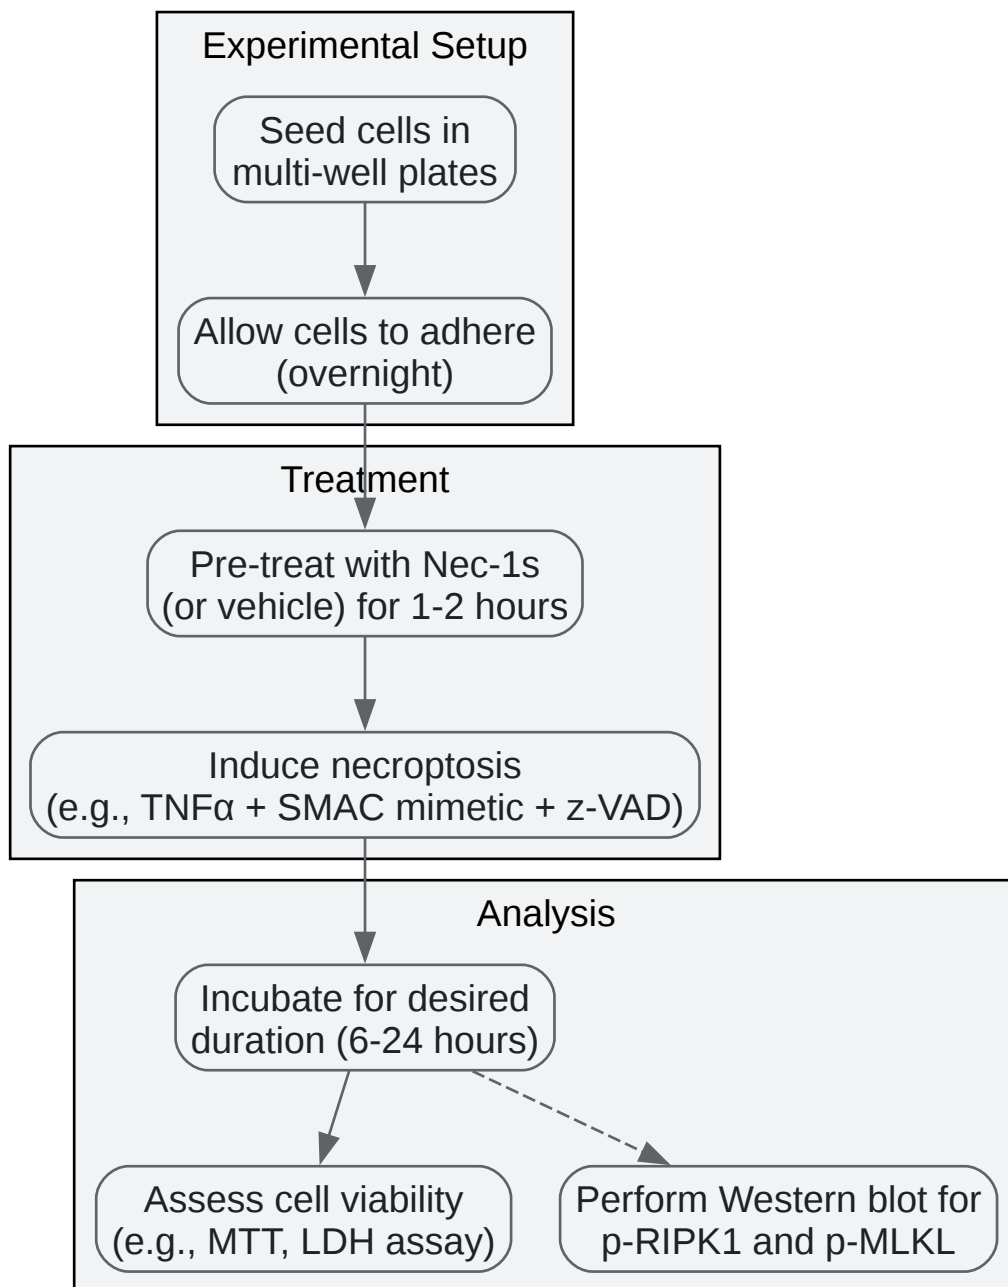 Experimental Setup
Seed cells in
multi-well plates
Allow cells to adhere
(overnight)
Treatment
Pre-treat with Nec-1s
(or vehicle) for 1-2 hours
Induce necroptosis
(e.g., TNFα + SMAC mimetic + z-VAD)
Analysis
Incubate for desired
duration (6-24 hours)
Assess cell viability
(e.g., MTT, LDH assay)
Perform Western blot for
p-RIPK1 and p-MLKL